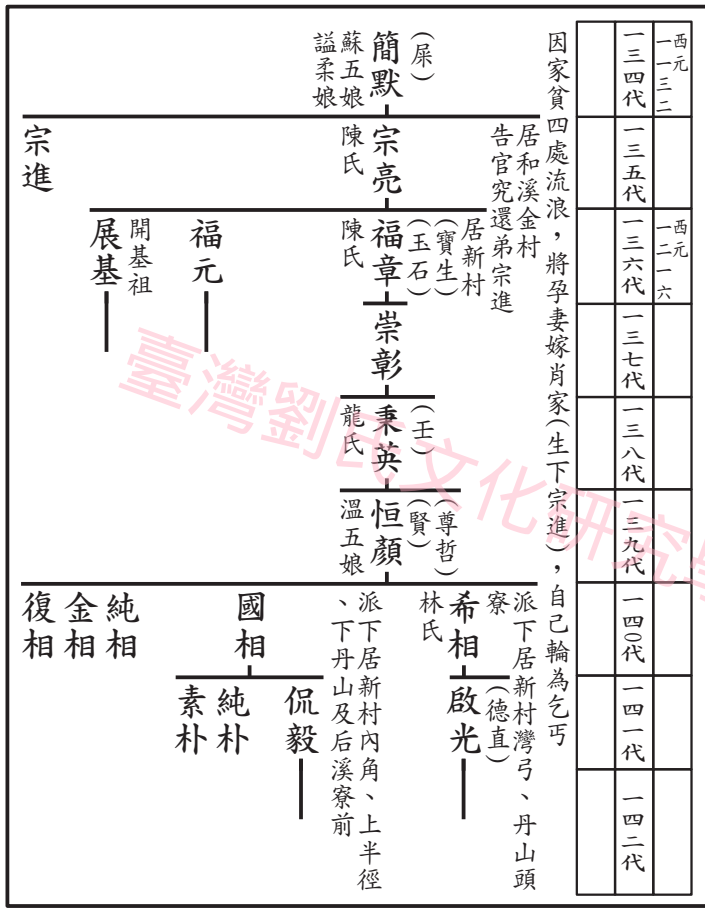 西元
一一三二
西元
一二一六
一三四代
一三五代
一三六代
一三七代
一三八代
一三九代
一四〇代
一四一代
一四二代
因家貧四處流浪，將孕妻嫁肖家(生下宗進)，自己輪為乞丐
(杘)
簡默
蘇五娘
謚柔娘
居和溪金村
告官究還弟宗進
宗亮
陳氏
宗進
居新村
(寶生)
(玉石)
福章
陳氏
福元
開基祖
展基
崇彰
(壬)
秉英
龍氏
(尊哲)
(賢)
恒顏
溫五娘
派下居新村灣弓、丹山頭
寮
希相
林氏
派下居新村內角、上半徑
、下丹山及后溪寮前
國相
純相
金相
復相
(德直)
啟光
侃毅
純朴
素朴
臺灣劉氏文化研究學